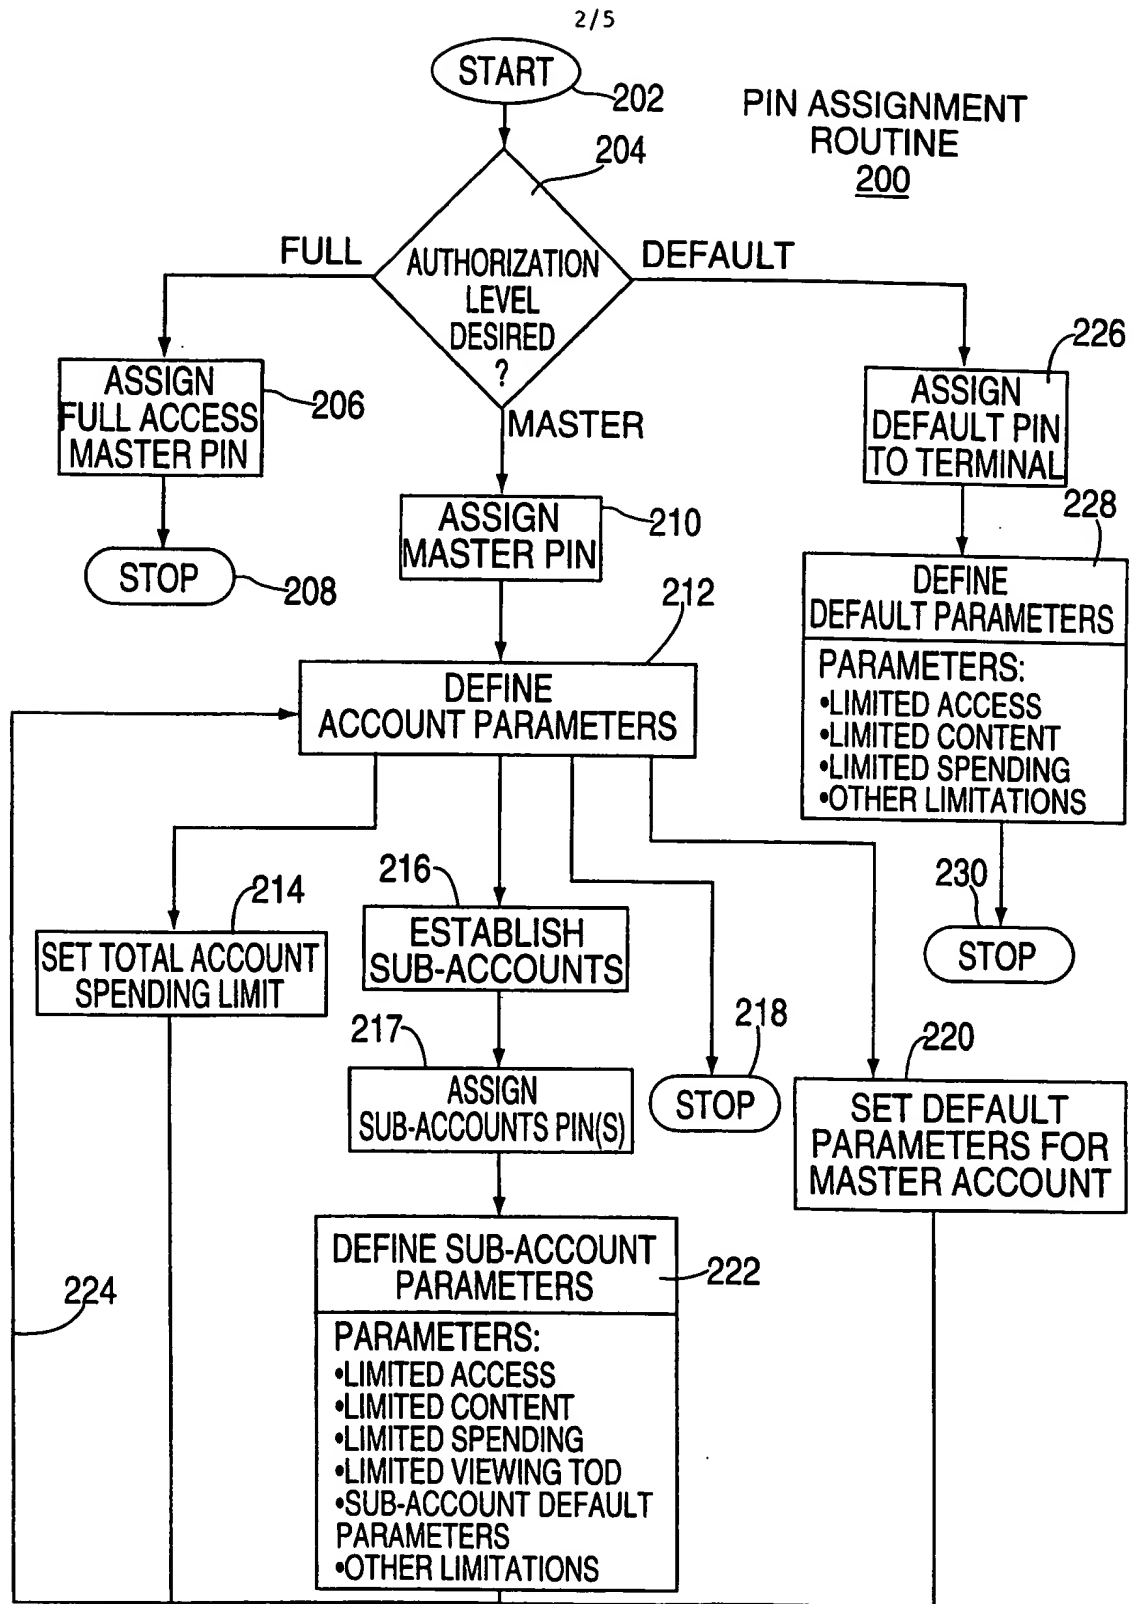 2/5
START
202
PIN ASSIGNMENT
ROUTINE
200
204
FULL
AUTHORIZATION
LEVEL
DESIRED
?
DEFAULT
MASTER
ASSIGN
FULL ACCESS
MASTER PIN
206
STOP
208
ASSIGN
MASTER PIN
210
226
ASSIGN
DEFAULT PIN
TO TERMINAL
228
DEFINE
DEFAULT PARAMETERS
PARAMETERS:
•LIMITED ACCESS
•LIMITED CONTENT
•LIMITED SPENDING
•OTHER LIMITATIONS
230
STOP
212
DEFINE
ACCOUNT PARAMETERS
214
SET TOTAL ACCOUNT
SPENDING LIMIT
216
ESTABLISH
SUB-ACCOUNTS
217
ASSIGN
SUB-ACCOUNTS PIN(S)
218
STOP
220
SET DEFAULT
PARAMETERS FOR
MASTER ACCOUNT
DEFINE SUB-ACCOUNT
PARAMETERS
222
PARAMETERS:
•LIMITED ACCESS
•LIMITED CONTENT
•LIMITED SPENDING
•LIMITED VIEWING TOD
•SUB-ACCOUNT DEFAULT
PARAMETERS
•OTHER LIMITATIONS
224